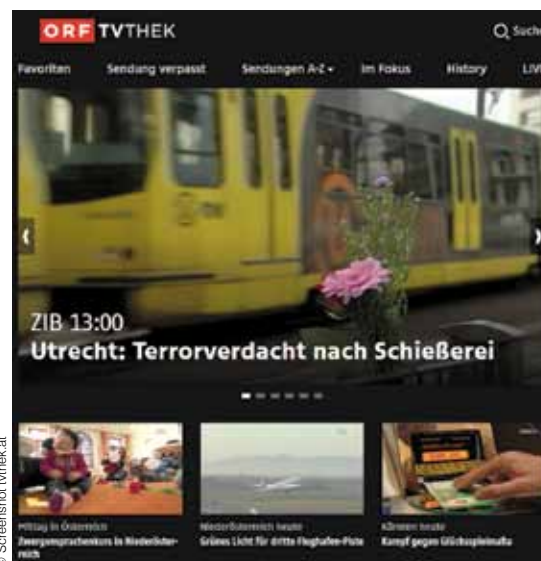 ORF TVTHEK
Suche
Favoriten Sendung verpasst Sendungen A-Z Im Fokus History LIVE
ZIB 13:00
Utrecht: Terrorverdacht nach Schießerei
Mittag in Österreich
Zwergensprachenkurs in Niederöster-
reich
Niederösterreich heute
Grünes Licht für dritte Flughafen-Piste
Kärnten heute
Kampf gegen Glücksspielmafia
© Screenshot tvthek.at